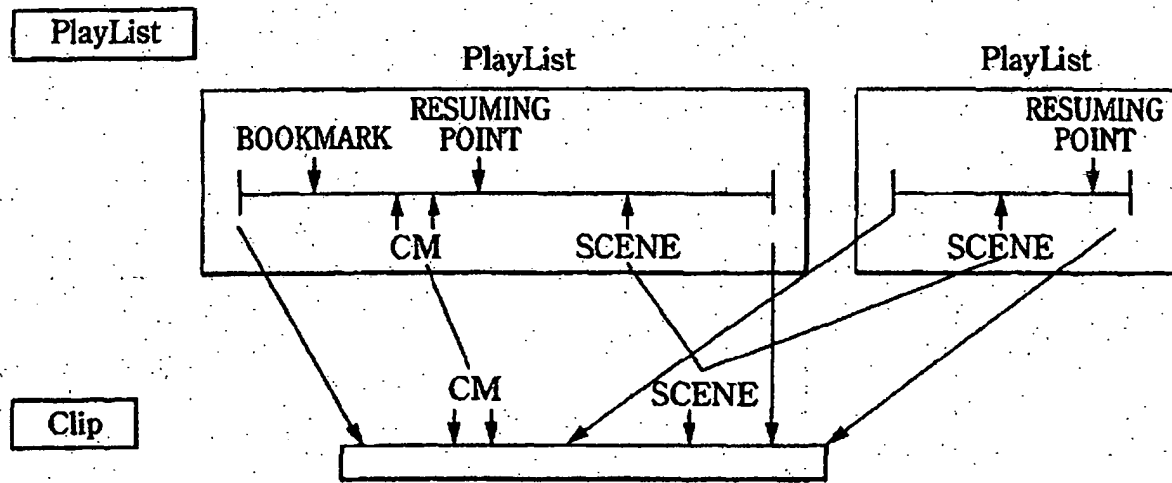 PlayList
PlayList
PlayList
RESUMING
POINT
BOOKMARK
CM
SCENE
RESUMING
POINT
SCENE
CM
SCENE
Clip